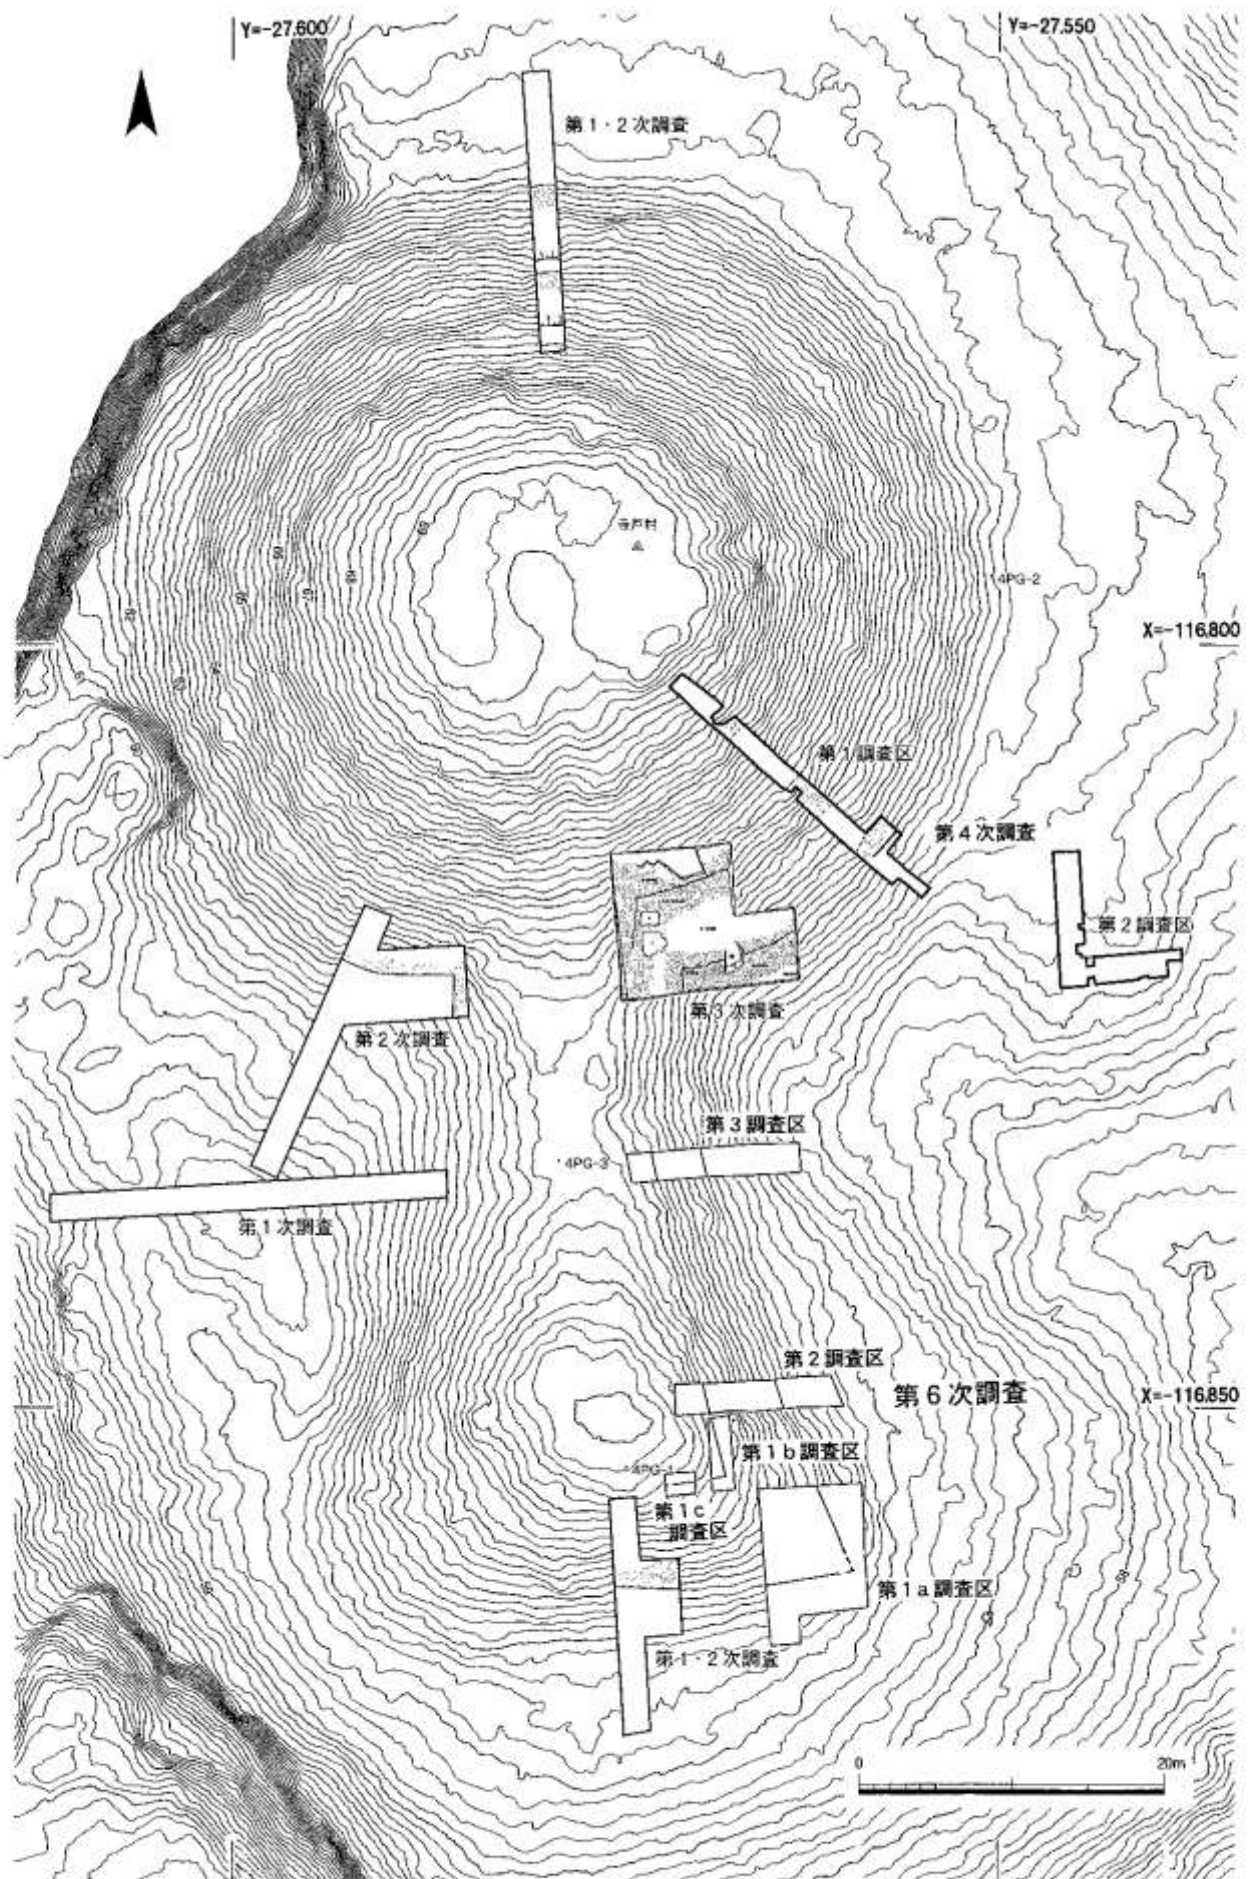 Y=-27,600
Y=-27,550
第1・2次調査
寺戸村
4PG-2
X=-116,800
第1調査区
第4次調査
第2調査区
第3次調査
第2次調査
第3調査区
4PG-3
第1次調査
第2調査区
第6次調査
X=-116,850
第1b調査区
4PG-1
第1c
調査区
第1a調査区
第1・2次調査
0
20m